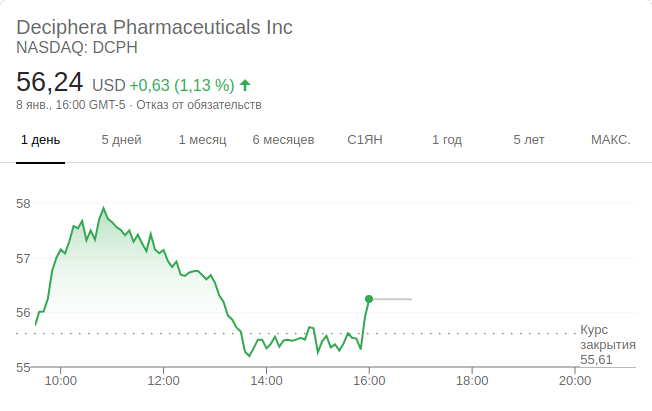 Deciphera Pharmaceuticals Inc
NASDAQ: DCPH
56,24 USD +0,63 (1,13 %)
8 янв., 16:00 GMT-5 · Отказ от обязательств
1 день 5 дней 1 месяц 6 месяцев С1ЯН 1 год 5 лет МАКС.
58
57
56
55
Курс
закрытия
55,61
10:00 12:00 14:00 16:00 18:00 20:00